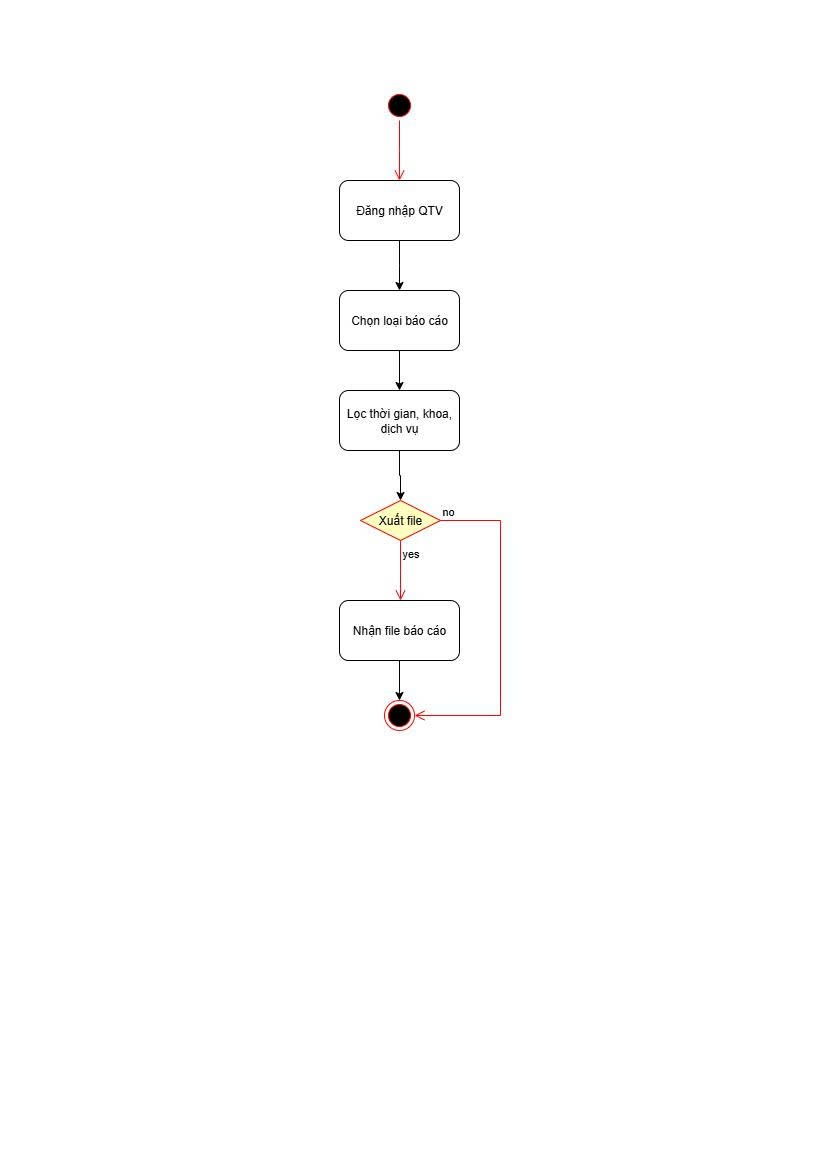 Đăng nhập QTV
Chọn loại báo cáo
Lọc thời gian, khoa,
dịch vụ
Xuất file
no
yes
Nhận file báo cáo